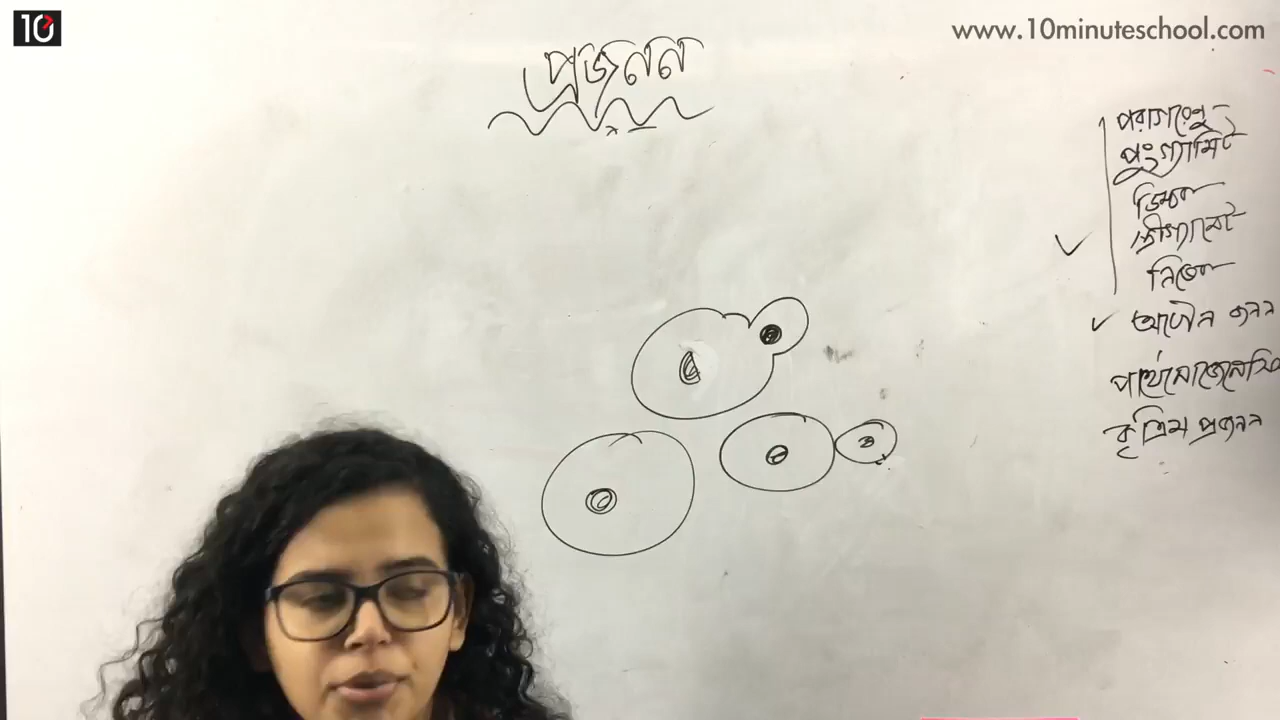 10
www.10minuteschool.com
প্রজনন
পরাগরেণু
পুংগ্যামিট
ডিম্বক
স্ত্রীগ্যামেট
নিষেক
অযৌন জনন
পার্থেনোজেনেসিস
কৃত্রিম প্রজনন